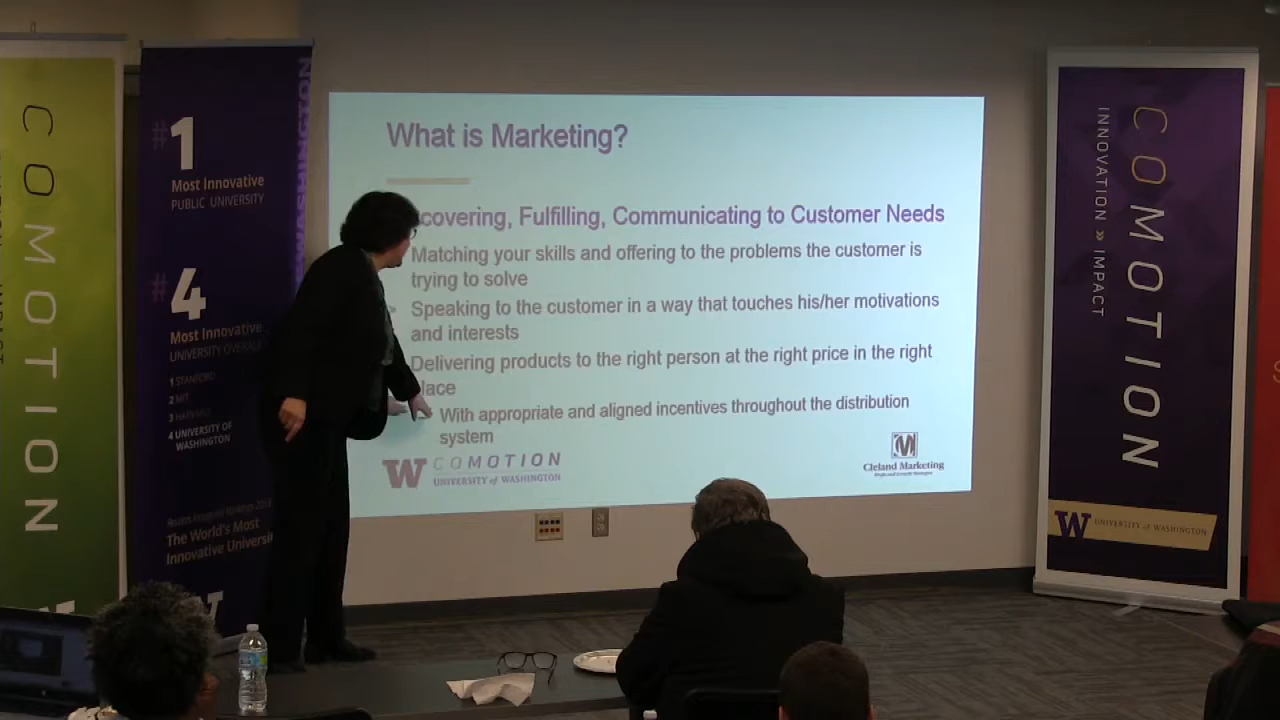 COMOTION
#1
Most Innovative
PUBLIC UNIVERSITY
WASHINGTON
#4
Most Innovative
UNIVERSITY OVERALL
1 STANFORD
2 MIT
3 HARVARD
4 UNIVERSITY OF
WASHINGTON
The World's Most
Innovative Universi
W
What is Marketing?
covering, Fulfilling, Communicating to Customer Needs
Matching your skills and offering to the problems the customer is
trying to solve
Speaking to the customer in a way that touches his/her motivations
and interests
Delivering products to the right person at the right price in the right
lace
With appropriate and aligned incentives throughout the distribution
system
W COMOTION
UNIVERSITY of WASHINGTON
Cleland Marketing
COMOTION
INNOVATION » IMPACT
W UNIVERSITY of WASHINGTON